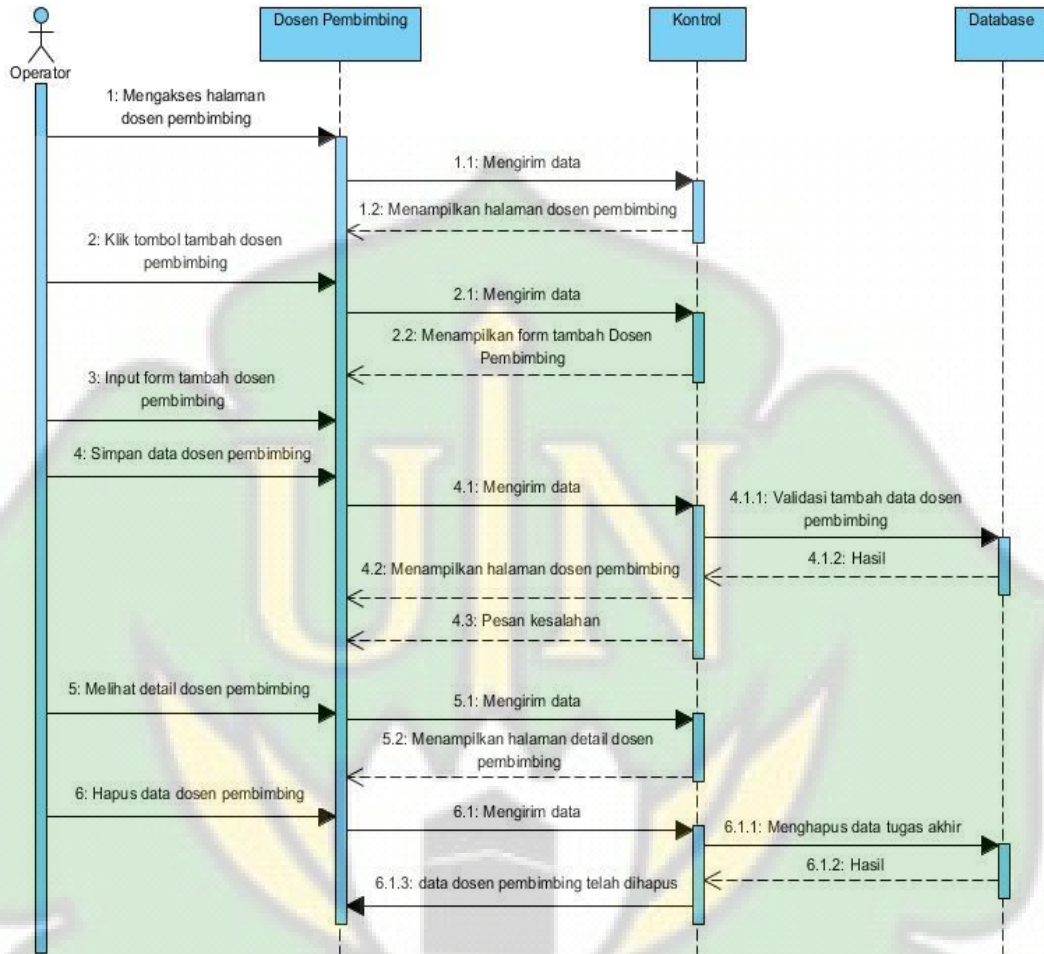 Dosen Pembimbing
Kontrol
Database
Operator
1: Mengakses halaman
dosen pembimbing
1.1: Mengirim data
1.2: Menampilkan halaman dosen pembimbing
2: Klik tombol tambah dosen
pembimbing
2.1: Mengirim data
2.2: Menampilkan form tambah Dosen
Pembimbing
3: Input form tambah dosen
pembimbing
4: Simpan data dosen pembimbing
4.1: Mengirim data
4.1.1: Validasi tambah data dosen
pembimbing
4.1.2: Hasil
4.2: Menampilkan halaman dosen pembimbing
4.3: Pesan kesalahan
5: Melihat detail dosen pembimbing
5.1: Mengirim data
5.2: Menampilkan halaman detail dosen
pembimbing
6: Hapus data dosen pembimbing
6.1: Mengirim data
6.1.1: Menghapus data tugas akhir
6.1.2: Hasil
6.1.3: data dosen pembimbing telah dihapus
UIN